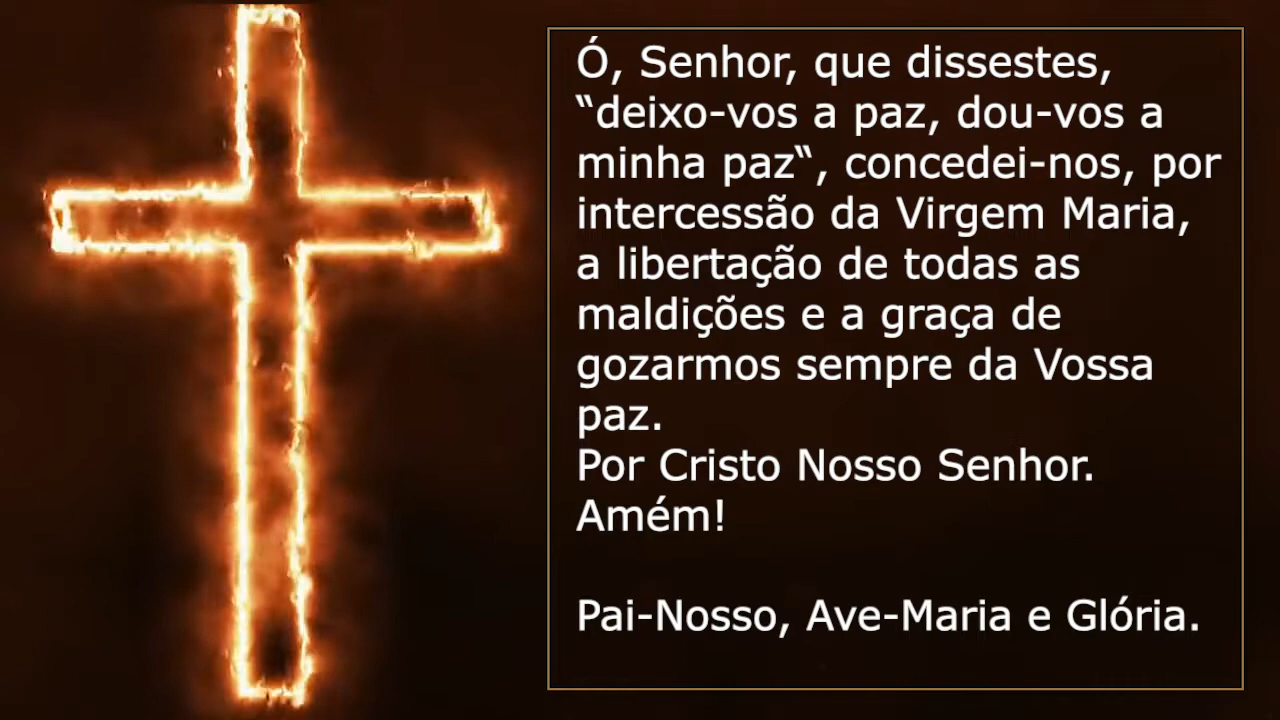 Ó, Senhor, que dissestes,
“deixo-vos a paz, dou-vos a
minha paz“, concedei-nos, por
intercessão da Virgem Maria,
a libertação de todas as
maldições e a graça de
gozarmos sempre da Vossa
paz.
Por Cristo Nosso Senhor.
Amém!
Pai-Nosso, Ave-Maria e Glória.